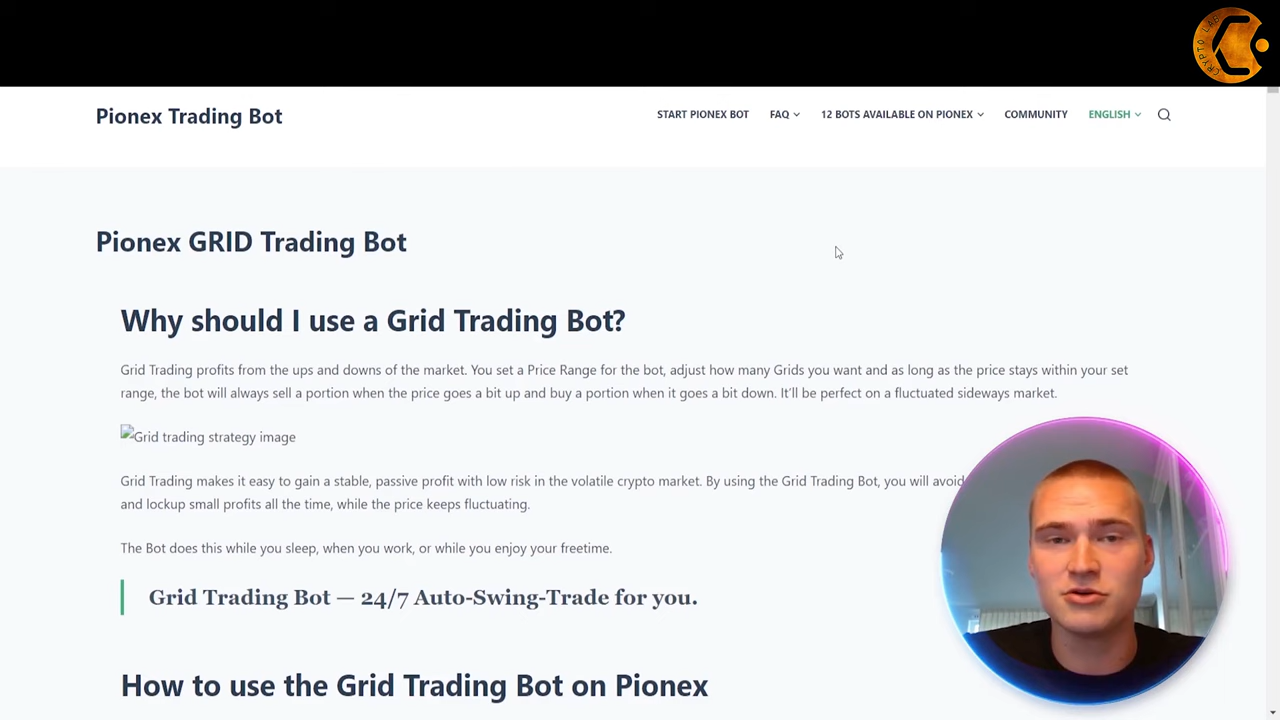 CRYPTO LAB
Pionex Trading Bot
START PIONEX BOT
FAQ
12 BOTS AVAILABLE ON PIONEX
COMMUNITY
ENGLISH
Pionex GRID Trading Bot
Why should I use a Grid Trading Bot?
Grid Trading profits from the ups and downs of the market. You set a Price Range for the bot, adjust how many Grids you want and as long as the price stays within your set
range, the bot will always sell a portion when the price goes a bit up and buy a portion when it goes a bit down. It'll be perfect on a fluctuated sideways market.
Grid trading strategy image
Grid Trading makes it easy to gain a stable, passive profit with low risk in the volatile crypto market. By using the Grid Trading Bot, you will avoid
and lockup small profits all the time, while the price keeps fluctuating.
The Bot does this while you sleep, when you work, or while you enjoy your freetime.
Grid Trading Bot — 24/7 Auto-Swing-Trade for you.
How to use the Grid Trading Bot on Pionex